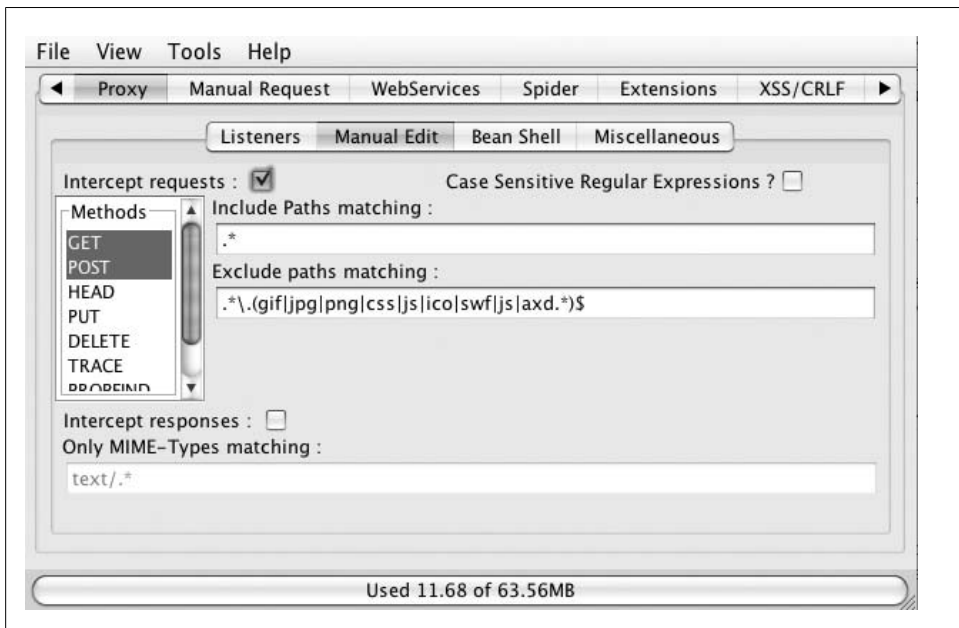 File View Tools Help
◀ Proxy Manual Request WebServices Spider Extensions XSS/CRLF ▶
Listeners Manual Edit Bean Shell Miscellaneous
Intercept requests : Case Sensitive Regular Expressions ?
Methods
GET
POST
HEAD
PUT
DELETE
TRACE
PROPFIND
Include Paths matching :
.*
Exclude paths matching :
.*\.(gif|jpg|png|css|js|ico|swf|js|axd.*)$
Intercept responses :
Only MIME-Types matching :
text/.*
Used 11.68 of 63.56MB